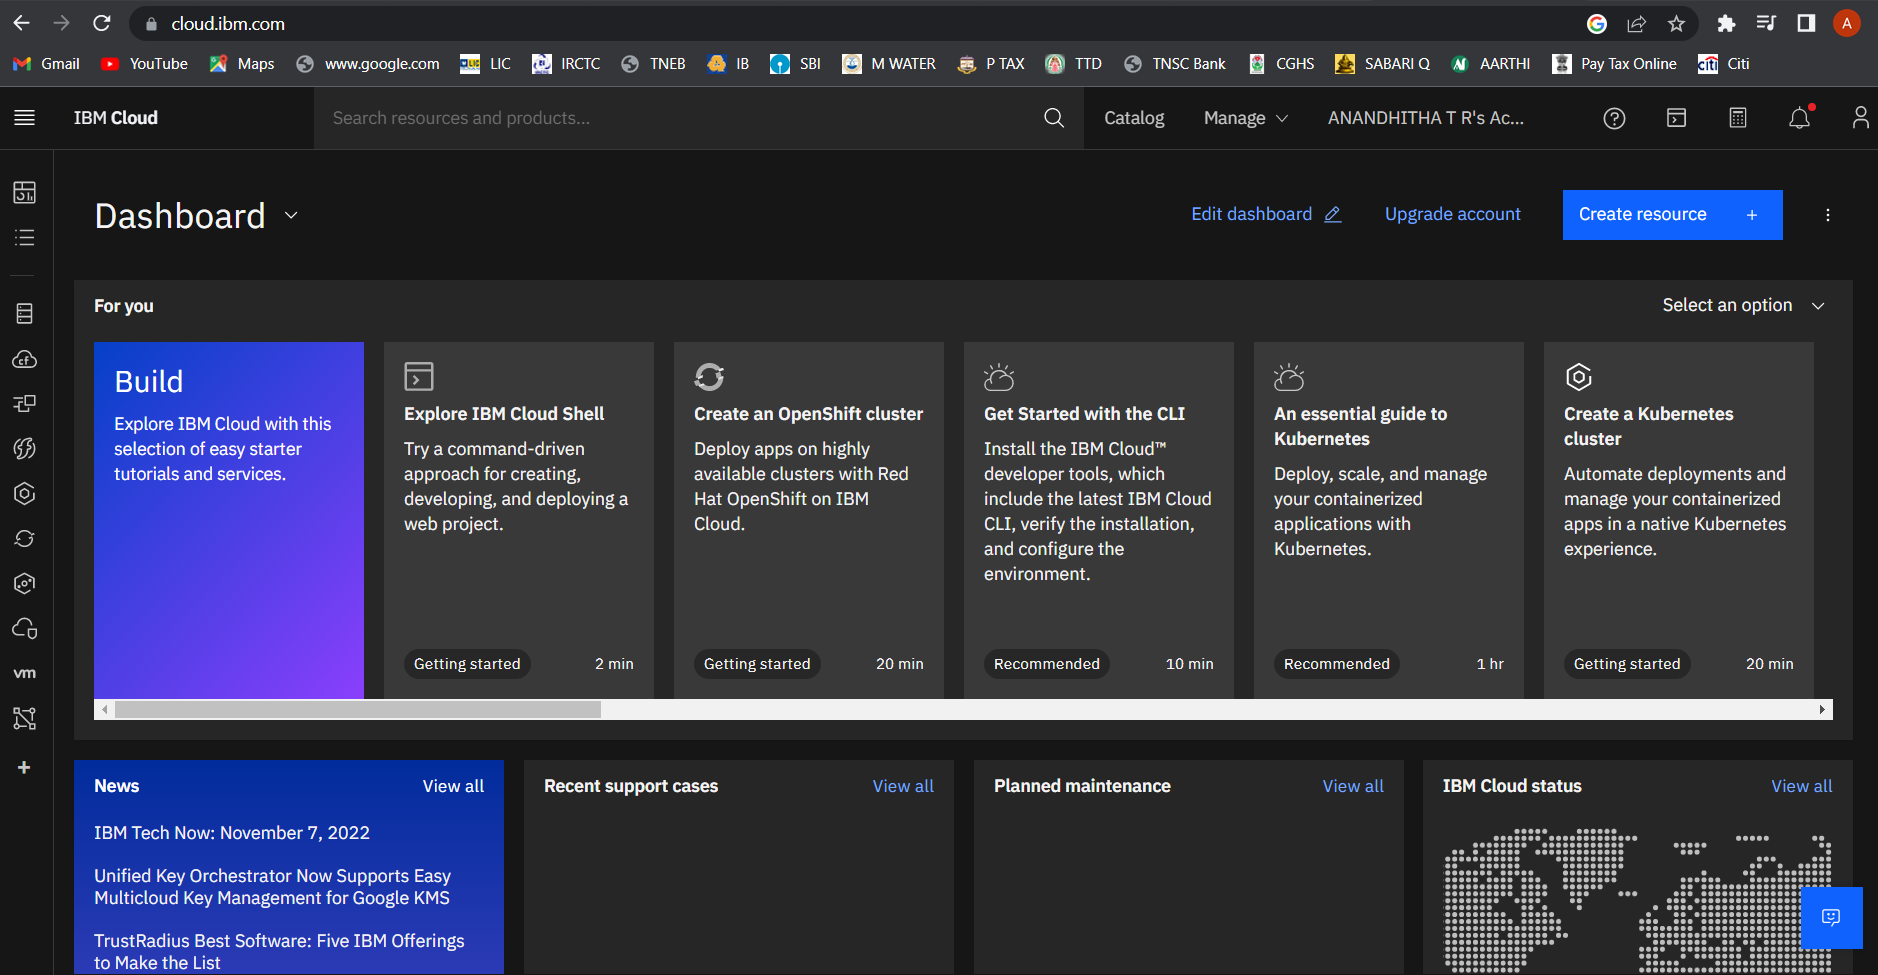 cloud.ibm.com
A
Gmail YouTube Maps www.google.com LIC IRCTC TNEB IB SBI M WATER P TAX TTD TNSC Bank CGHS SABARI Q AARTHI Pay Tax Online citi Citi
IBM Cloud
Search resources and products...
Catalog Manage ANANDHITHA T R's Ac...
Dashboard
Edit dashboard Upgrade account Create resource +
For you
Select an option
Build
Explore IBM Cloud with this
selection of easy starter
tutorials and services.
Explore IBM Cloud Shell
Try a command-driven
approach for creating,
developing, and deploying a
web project.
Getting started 2 min
Create an OpenShift cluster
Deploy apps on highly
available clusters with Red
Hat OpenShift on IBM
Cloud.
Getting started 20 min
Get Started with the CLI
Install the IBM Cloud™
developer tools, which
include the latest IBM Cloud
CLI, verify the installation,
and configure the
environment.
Recommended 10 min
An essential guide to
Kubernetes
Deploy, scale, and manage
your containerized
applications with
Kubernetes.
Recommended 1 hr
Create a Kubernetes
cluster
Automate deployments and
manage your containerized
apps in a native Kubernetes
experience.
Getting started 20 min
cf
vm
News View all
IBM Tech Now: November 7, 2022
Unified Key Orchestrator Now Supports Easy
Multicloud Key Management for Google KMS
TrustRadius Best Software: Five IBM Offerings
to Make the List
Recent support cases View all
Planned maintenance View all
IBM Cloud status View all